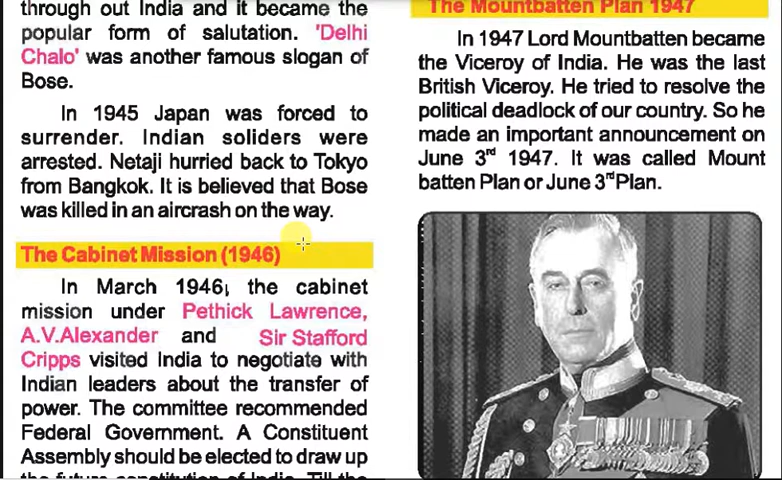 through out India and it became the
popular form of salutation. 'Delhi
Chalo' was another famous slogan of
Bose.
In 1945 Japan was forced to
surrender. Indian soliders were
arrested. Netaji hurried back to Tokyo
from Bangkok. It is believed that Bose
was killed in an aircrash on the way.
The Cabinet Mission (1946)
In March 1946, the cabinet
mission under Pethick Lawrence,
A.V.Alexander and Sir Stafford
Cripps visited India to negotiate with
Indian leaders about the transfer of
power. The committee recommended
Federal Government. A Constituent
Assembly should be elected to draw up
the future constitution of India. Till the
The Mountbatten Plan 1947
In 1947 Lord Mountbatten became
the Viceroy of India. He was the last
British Viceroy. He tried to resolve the
political deadlock of our country. So he
made an important announcement on
June 3rd 1947. It was called Mount
batten Plan or June 3rd Plan.